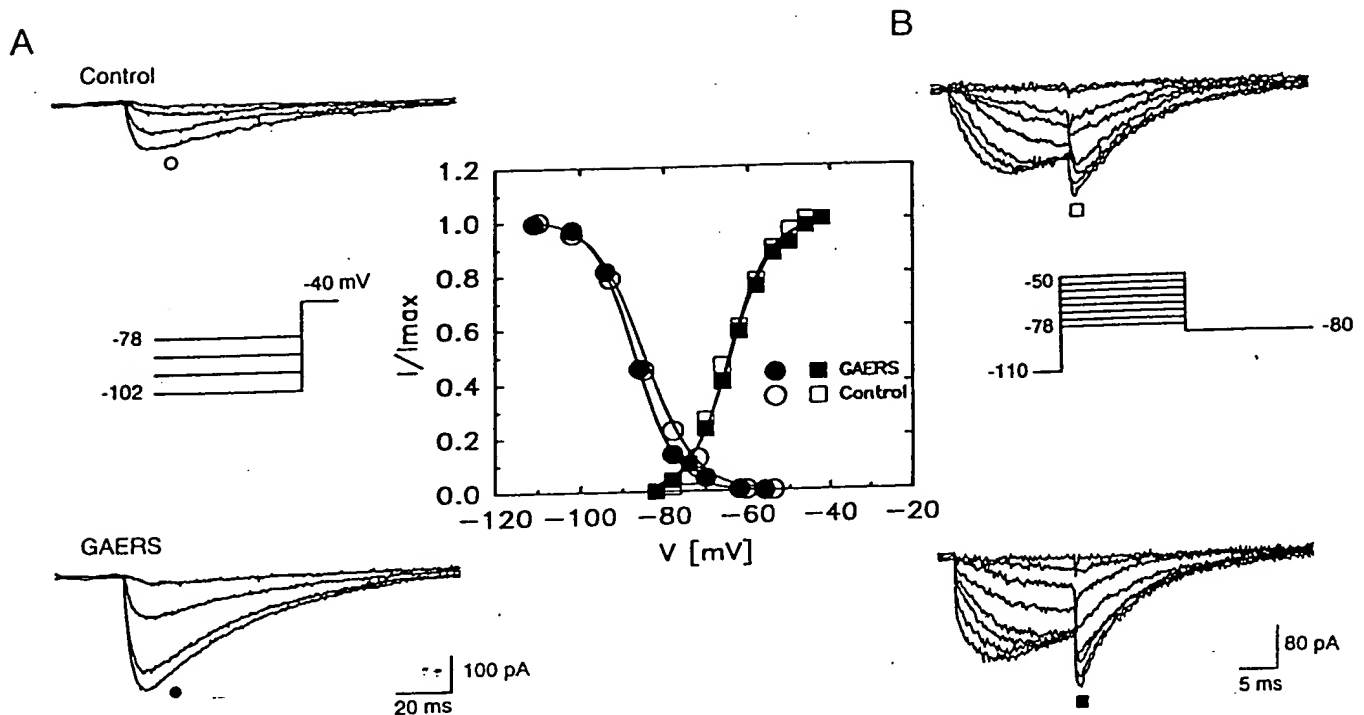 A
Control
-40 mV
-78
-102
GAERS
100 pA
20 ms
1.2
1.0
0.8
0.6
0.4
0.2
0.0
I/Imax
−120
−100
−80
−60
−40
−20
V [mV]
GAERS
Control
B
-50
-78
-110
-80
80 pA
5 ms